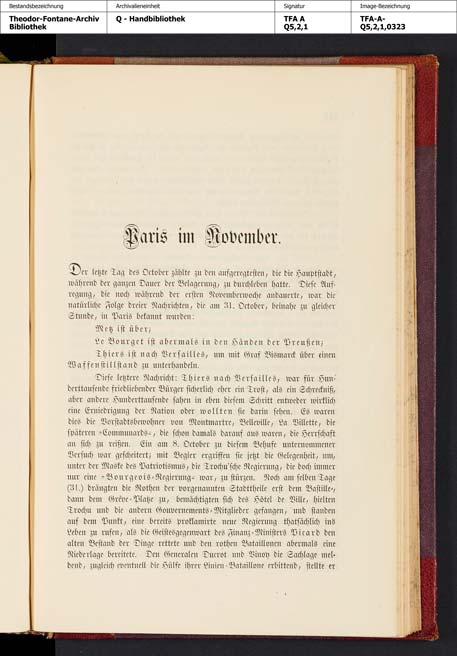 Bestandsbezeichnung
Theodor-Fontane-Archiv
Bibliothek
Archivalieneinheit
Q - Handbibliothek
Signatur
TFA A
Q5,2,1
Image-Bezeichnung
TFA-A-
Q5,2,1,0323
Paris im November.
Der letzte Tag des October zählte zu den aufgeregtesten, die die Hauptstadt,
während der ganzen Dauer der Belagerung, zu durchleben hatte. Diese Auf-
regung, die noch während der ersten Novemberwoche andauerte, war die
natürliche Folge dreier Nachrichten, die am 31. October, beinahe zu gleicher
Stunde, in Paris bekannt wurden:
Metz ist über;
Le Bourget ist abermals in den Händen der Preußen;
Thiers ist nach Versailles, um mit Graf Bismarck über einen
Waffenstillstand zu unterhandeln.
Diese letztere Nachricht: Thiers nach Versailles, war für Hun-
derttausende friedliebender Bürger sicherlich eher ein Trost, als ein Schreckniß,
aber andere Hunderttausende sahen in eben diesem Schritt entweder wirklich
eine Erniedrigung der Nation oder wollten sie darin sehen. Es waren
dies die Vorstadtsbewohner von Montmartre, Belleville, La Villette, die
späteren »Communards«, die schon damals darauf aus waren, die Herrschaft
an sich zu reißen. Ein am 8. October zu diesem Behufe unternommener
Versuch war gescheitert; mit Begier ergriffen sie jetzt die Gelegenheit, um,
unter der Maske des Patriotismus, die Trochu'sche Regierung, die doch immer
nur eine »Bourgeois-Regierung« war, zu stürzen. Noch am selben Tage
(31.) drängten die Rothen der vorgenannten Stadttheile erst dem Bastille-,
dann dem Grève-Platze zu, bemächtigten sich des Hôtel de Ville, hielten
Trochu und die andern Gouvernements-Mitglieder gefangen, und standen
auf dem Punkt, eine bereits proklamirte neue Regierung thatsächlich ins
Leben zu rufen, als die Geistesgegenwart des Finanz-Ministers Picard den
alten Bestand der Dinge rettete und den rothen Bataillonen abermals eine
Niederlage bereitete. Den Generalen Ducrot und Vinoy die Sachlage mel-
dend, zugleich eventuell die Hülfe ihrer Linien-Bataillone erbittend, stellte er